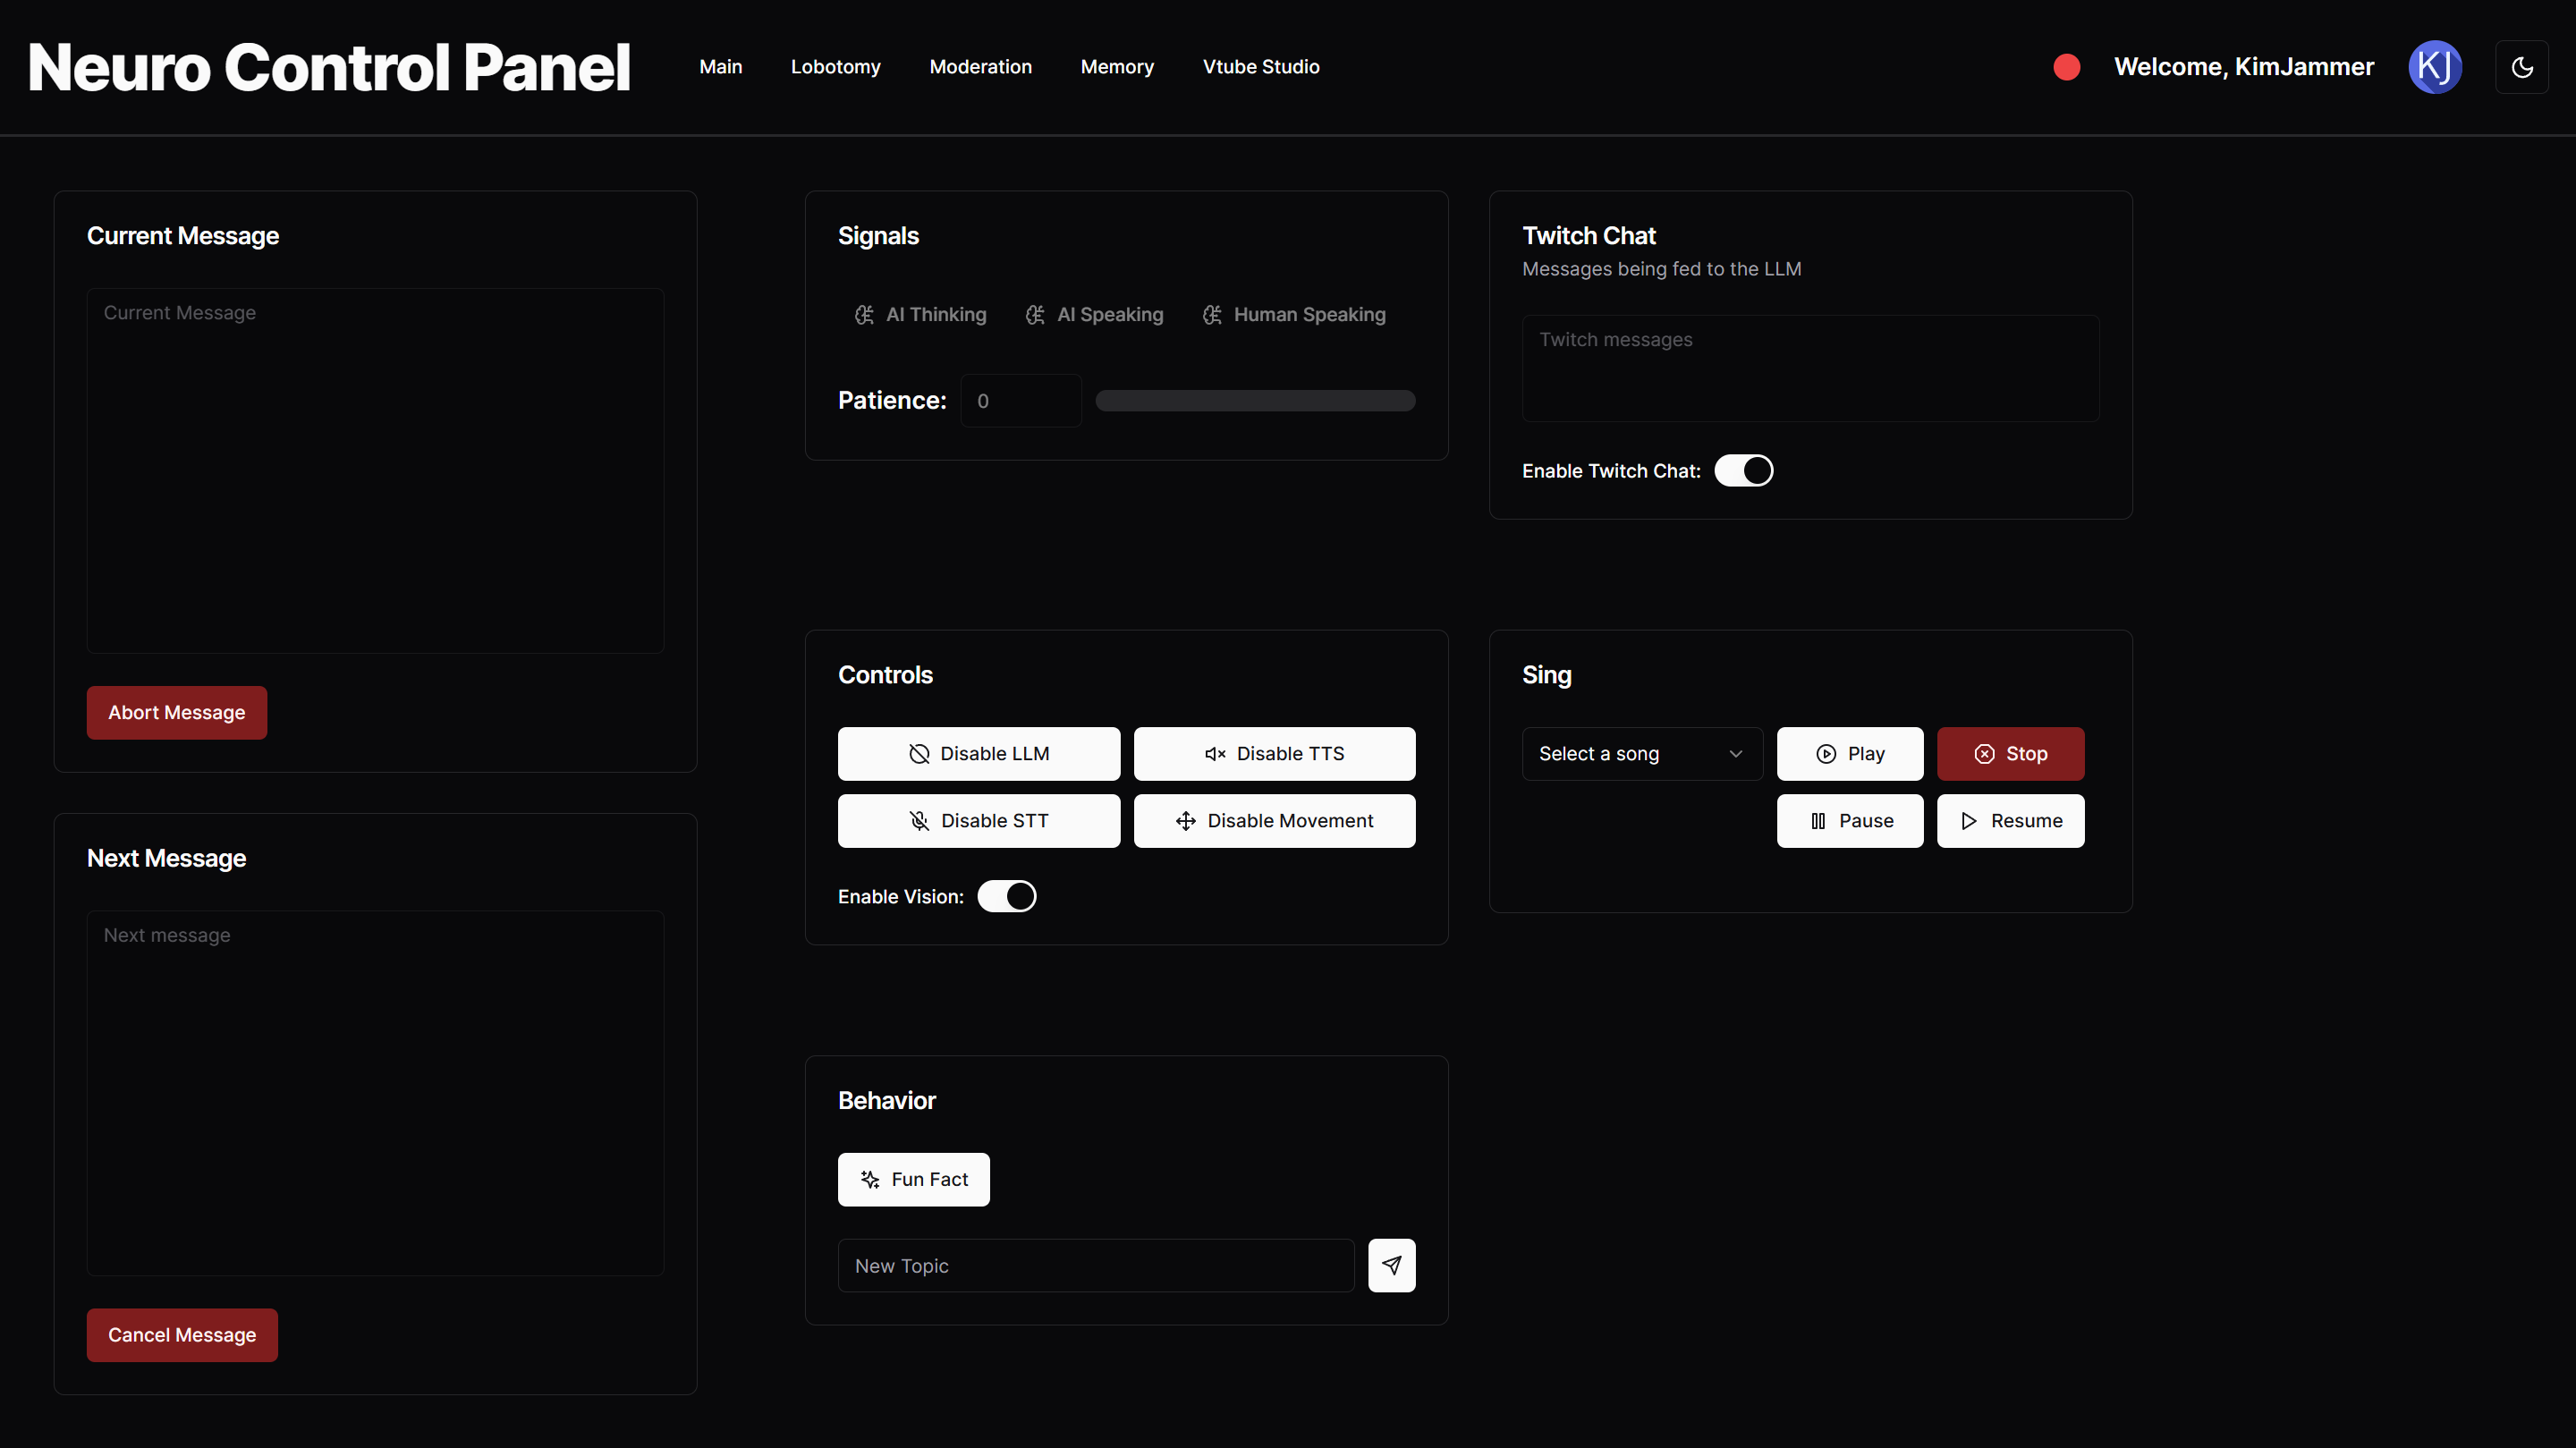 Neuro Control Panel
Main
Lobotomy
Moderation
Memory
Vtube Studio
Welcome, KimJammer
KJ
Current Message
Current Message
Abort Message
Next Message
Next message
Cancel Message
Signals
AI Thinking
AI Speaking
Human Speaking
Patience:
0
Controls
Disable LLM
Disable TTS
Disable STT
Disable Movement
Enable Vision:
Behavior
Fun Fact
New Topic
Twitch Chat
Messages being fed to the LLM
Twitch messages
Enable Twitch Chat:
Sing
Select a song
Play
Stop
Pause
Resume